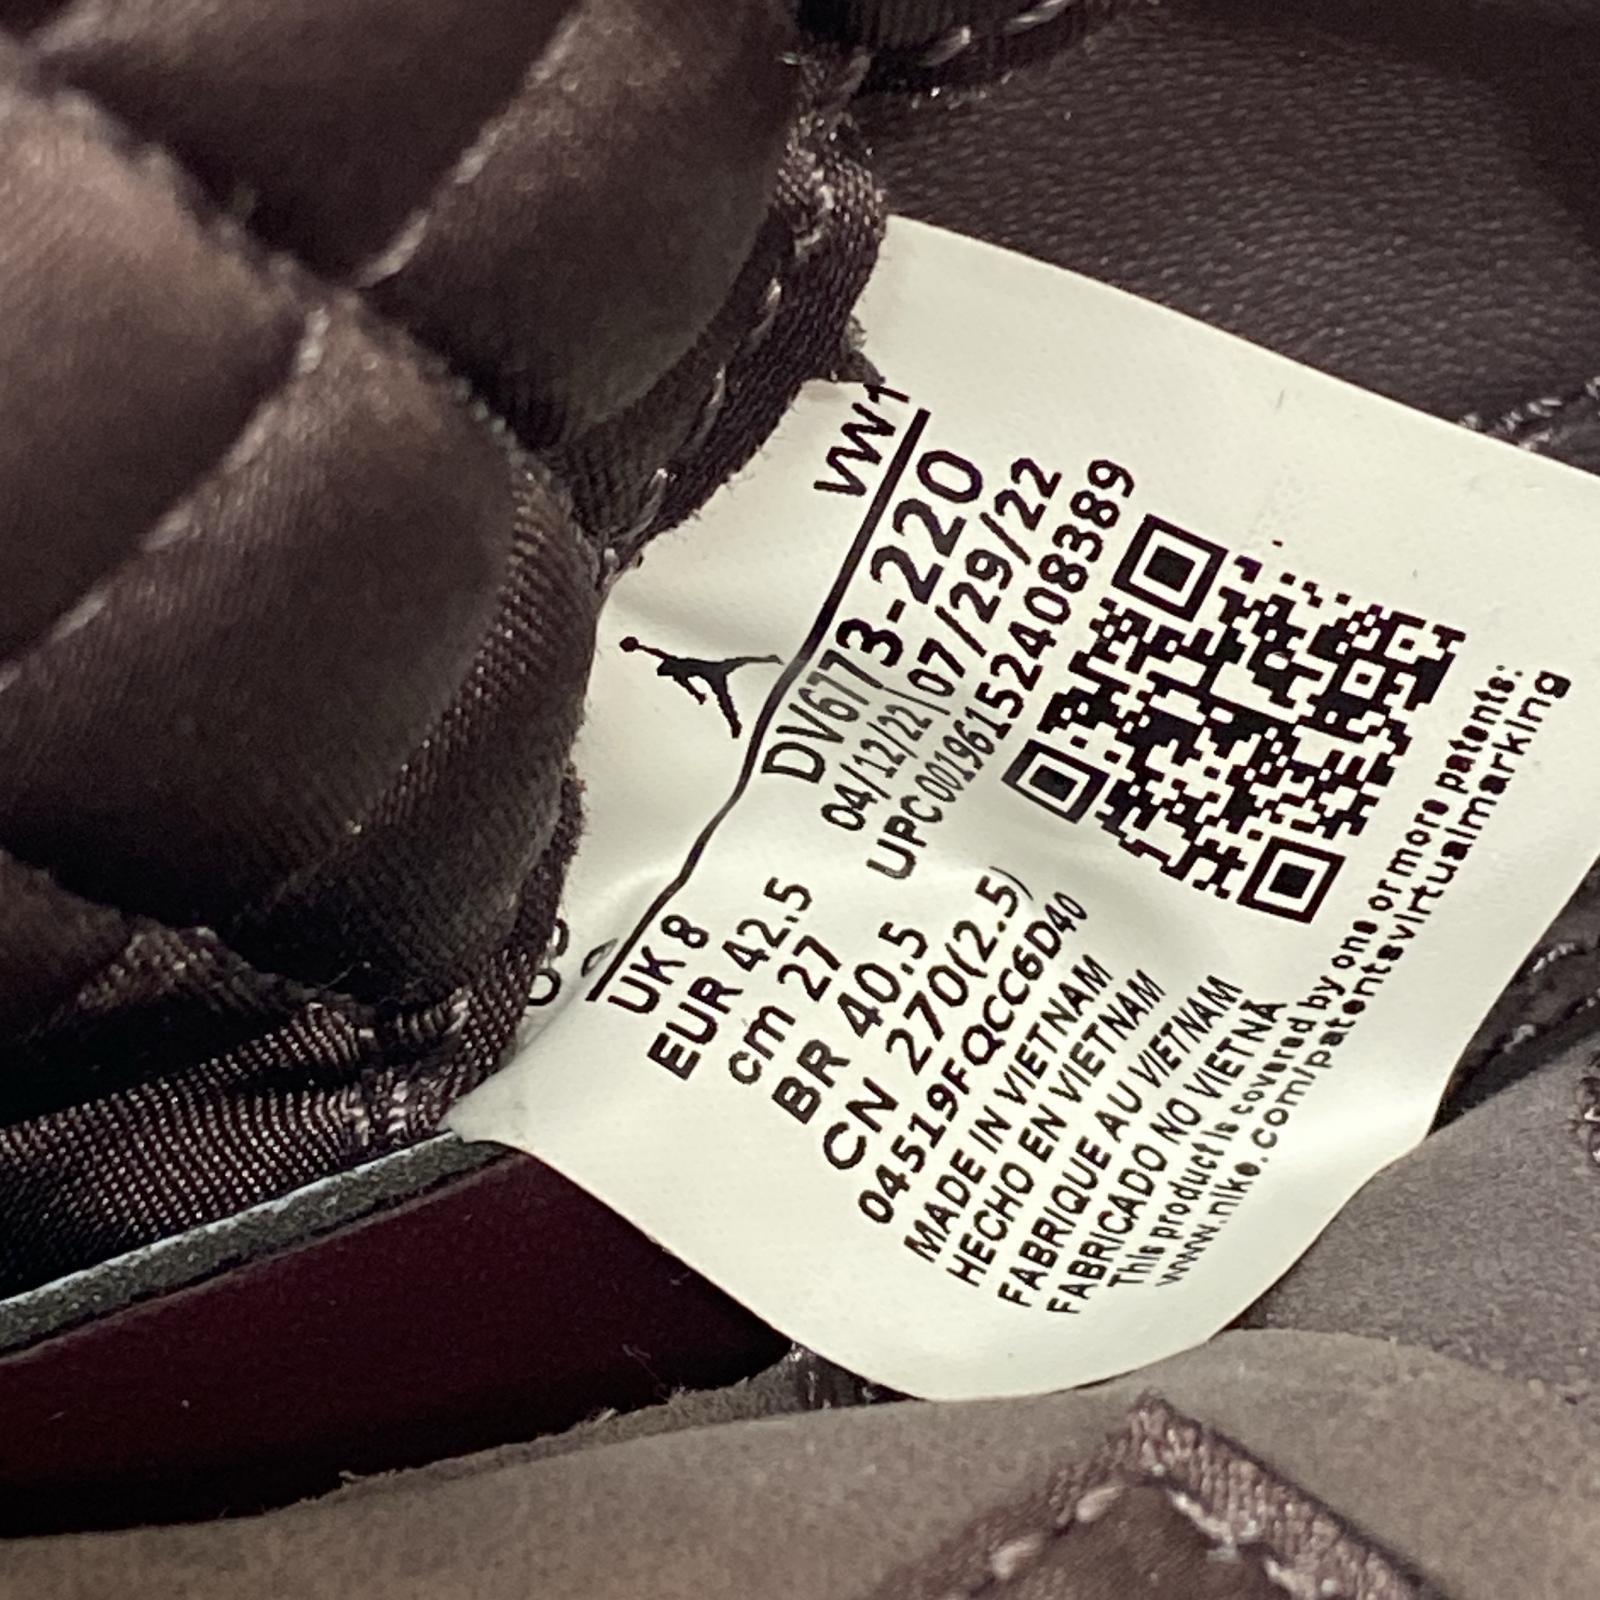 VW1
DV6773-220
04/12/22\07/29/22
UPC00196152408389
US
UK 8
EUR 42.5
cm 27
BR 40.5
CN 270(2.5)
04519FQCC6D40
MADE IN VIETNAM
HECHO EN VIETNAM
FABRIQUE AU VIETNAM
FABRICADO NO VIETNÃ
This product is covered by one or more patents:
www.nike.com/patentsvirtualmarking